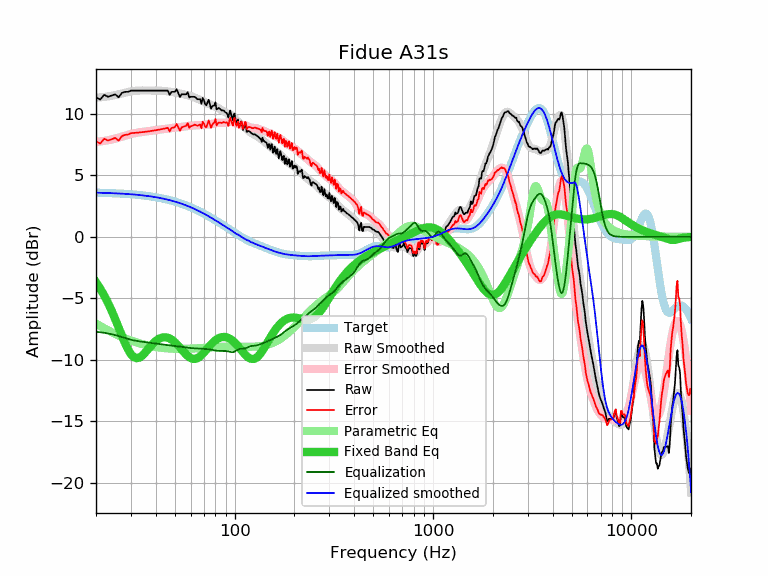 Fidue A31s
Amplitude (dBr)
10
5
0
−5
−10
−15
−20
Target
Raw Smoothed
Error Smoothed
Raw
Error
Parametric Eq
Fixed Band Eq
Equalization
Equalized smoothed
100
1000
10000
Frequency (Hz)